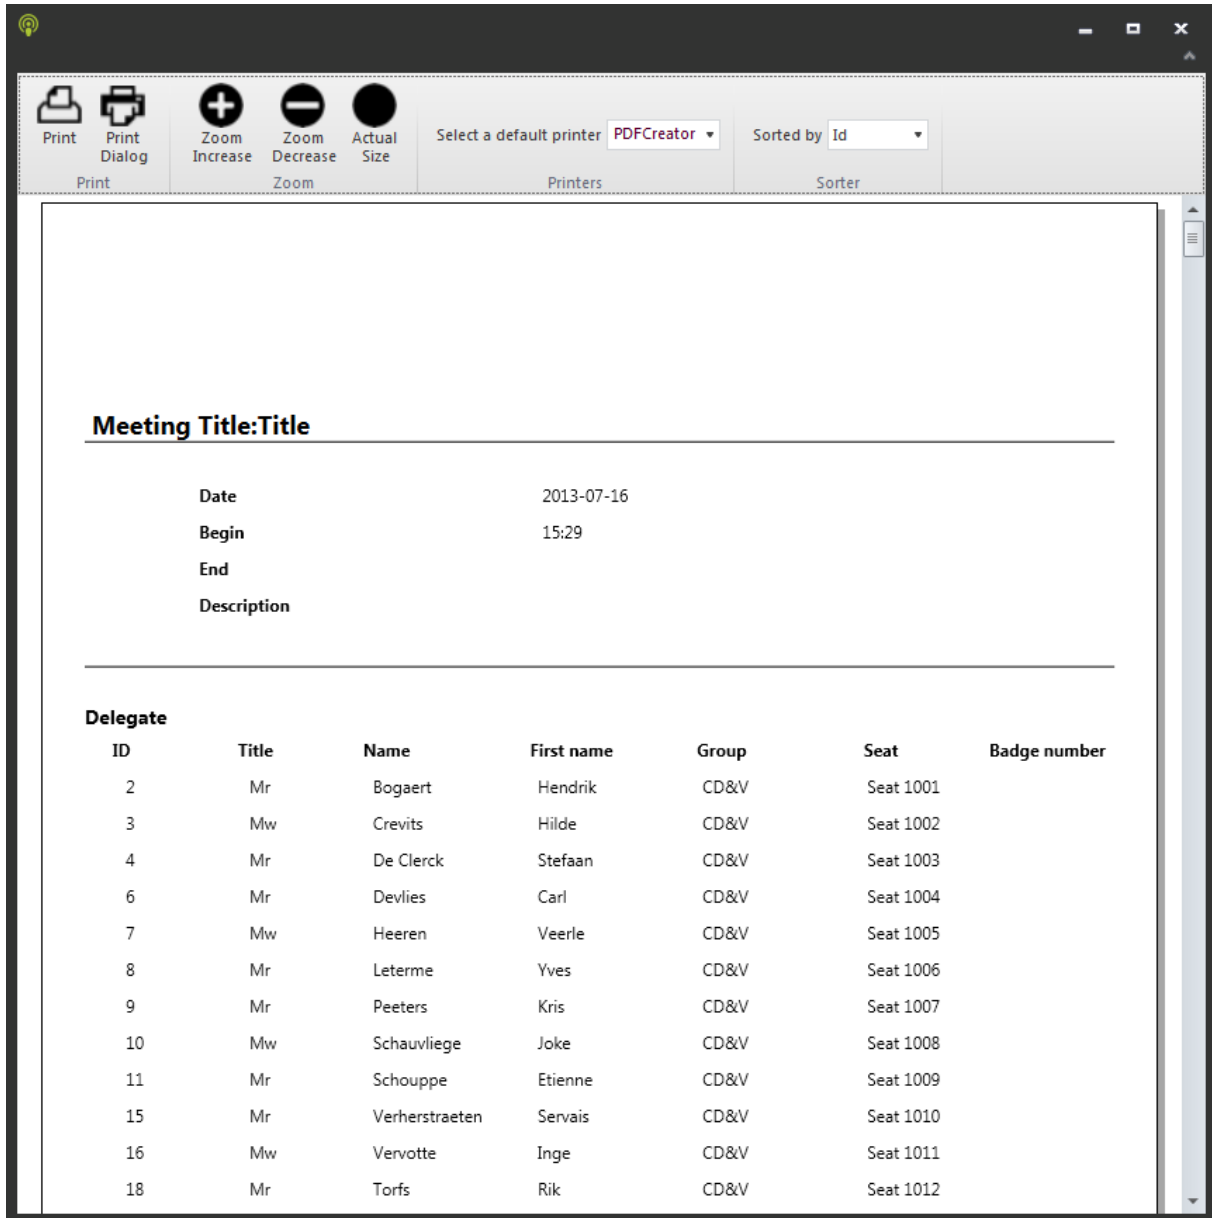 Print
Print Dialog
Zoom Increase
Zoom Decrease
Actual Size
Select a default printer PDFCreator
Sorted by Id
Print Zoom Printers Sorter
Meeting Title:Title
Date 2013-07-16
Begin 15:29
End
Description
Delegate
ID Title Name First name Group Seat Badge number
2 Mr Bogaert Hendrik CD&V Seat 1001
3 Mw Crevits Hilde CD&V Seat 1002
4 Mr De Clerck Stefaan CD&V Seat 1003
6 Mr Devlies Carl CD&V Seat 1004
7 Mw Heeren Veerle CD&V Seat 1005
8 Mr Leterme Yves CD&V Seat 1006
9 Mr Peeters Kris CD&V Seat 1007
10 Mw Schauvliege Joke CD&V Seat 1008
11 Mr Schouppe Etienne CD&V Seat 1009
15 Mr Verherstraeten Servais CD&V Seat 1010
16 Mw Vervotte Inge CD&V Seat 1011
18 Mr Torfs Rik CD&V Seat 1012